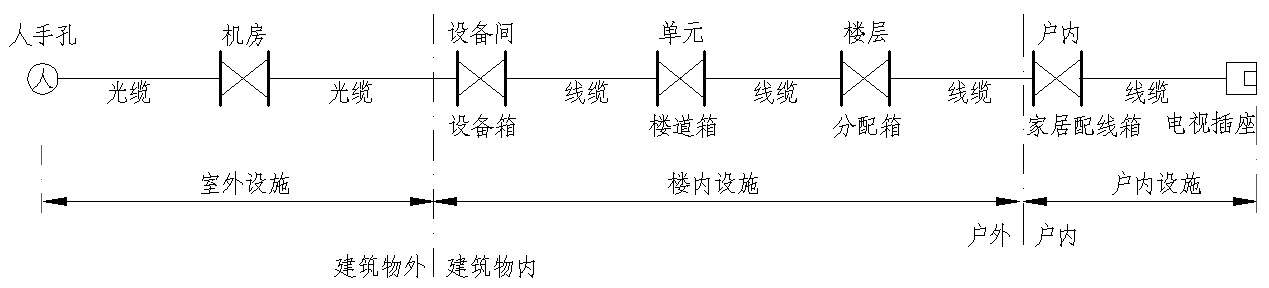 人手孔 机房 设备间 单元 楼层 户内
人
光缆 光缆 线缆 线缆 线缆 线缆
设备箱 楼道箱 分配箱 家居配线箱 电视插座
室外设施 楼内设施 户内设施
户外 户内
建筑物外 建筑物内